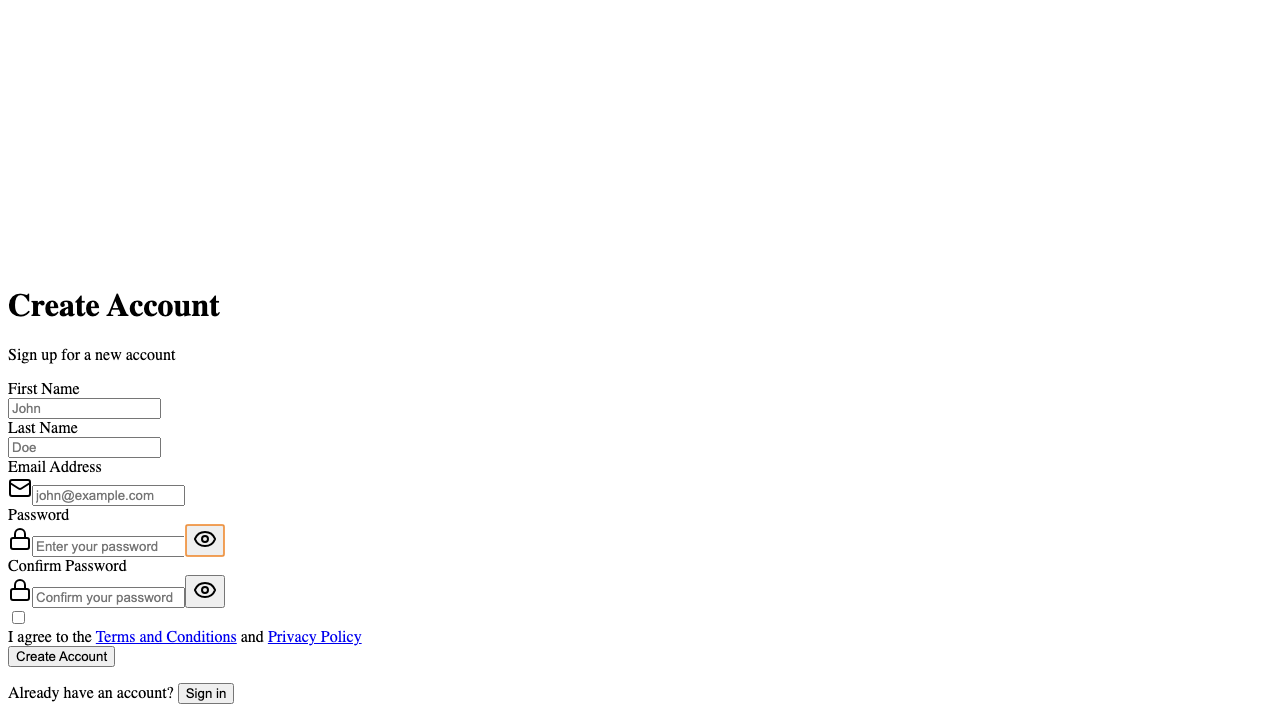 Create Account
Sign up for a new account
First Name
John
Last Name
Doe
Email Address
john@example.com
Password
Enter your password
Confirm Password
Confirm your password
I agree to the Terms and Conditions and Privacy Policy
Create Account
Already have an account? Sign in